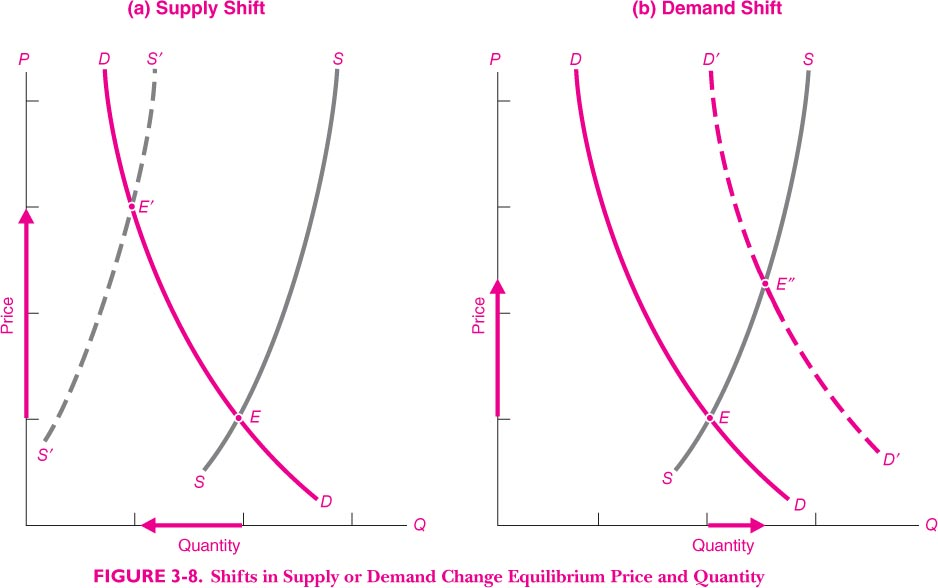 (a) Supply Shift
(b) Demand Shift
P
D
S′
S
P
D
D′
S
E′
E″
Price
Price
E
E
S′
S
D
D′
S
D
Q
Q
Quantity
Quantity
FIGURE 3-8. Shifts in Supply or Demand Change Equilibrium Price and Quantity